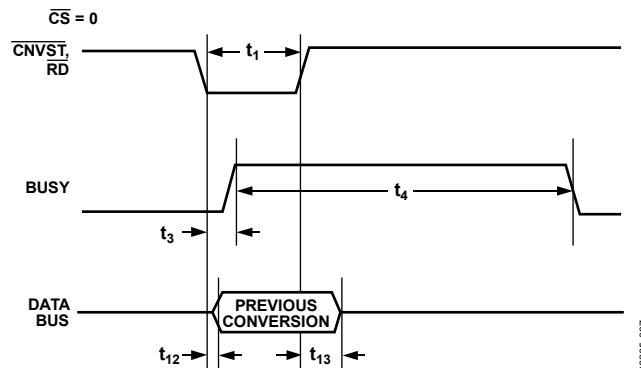 CS = 0
CNVST,
RD
t1
BUSY
t4
t3
DATA
BUS
PREVIOUS
CONVERSION
t12
t13